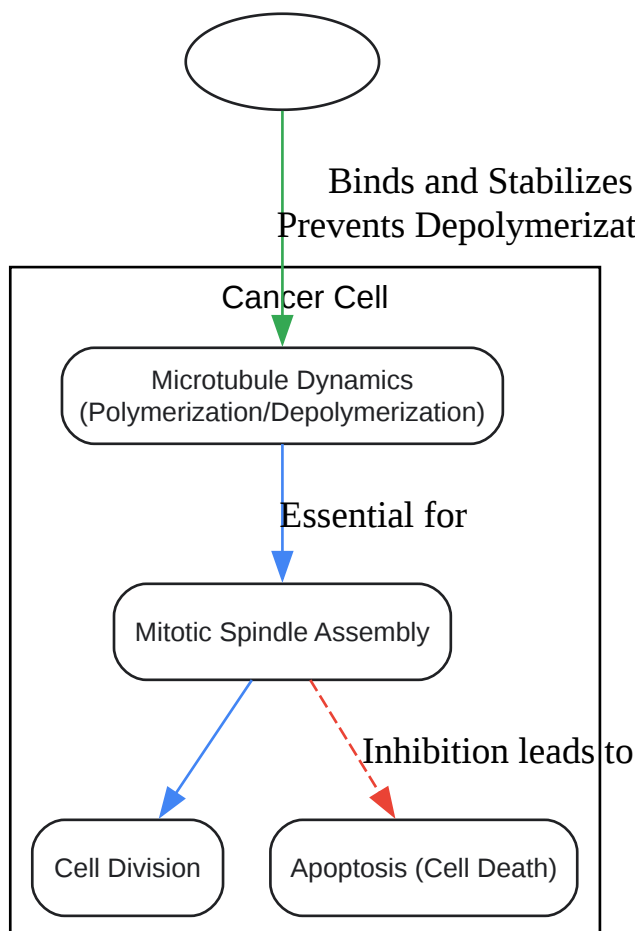 Binds and Stabilizes
Prevents Depolymerizat
Cancer Cell
Microtubule Dynamics
(Polymerization/Depolymerization)
Essential for
Mitotic Spindle Assembly
Inhibition leads to
Cell Division
Apoptosis (Cell Death)